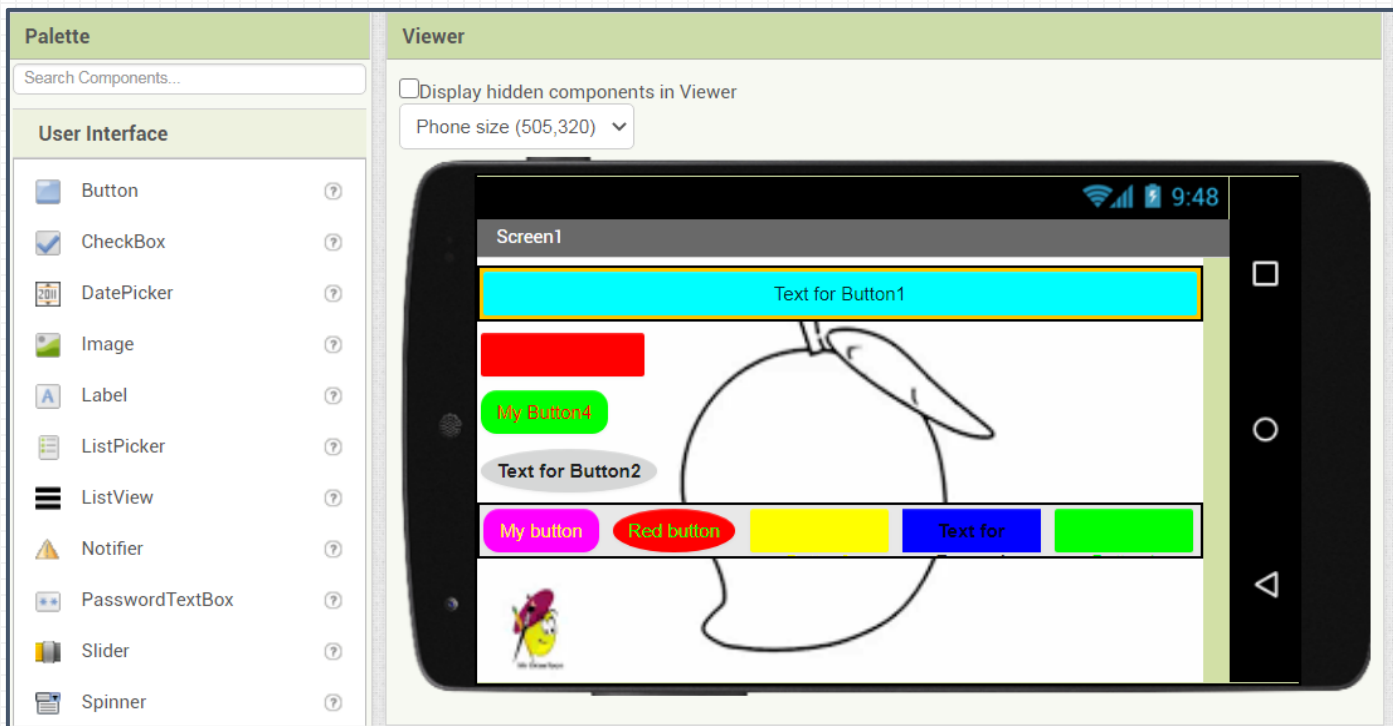 Palette
Search Components...
User Interface
Button
CheckBox
DatePicker
Image
Label
ListPicker
ListView
Notifier
PasswordTextBox
Slider
Spinner
Viewer
Display hidden components in Viewer
Phone size (505,320)
9:48
Screen1
Text for Button1
My Button4
Text for Button2
My button
Red button
Text for